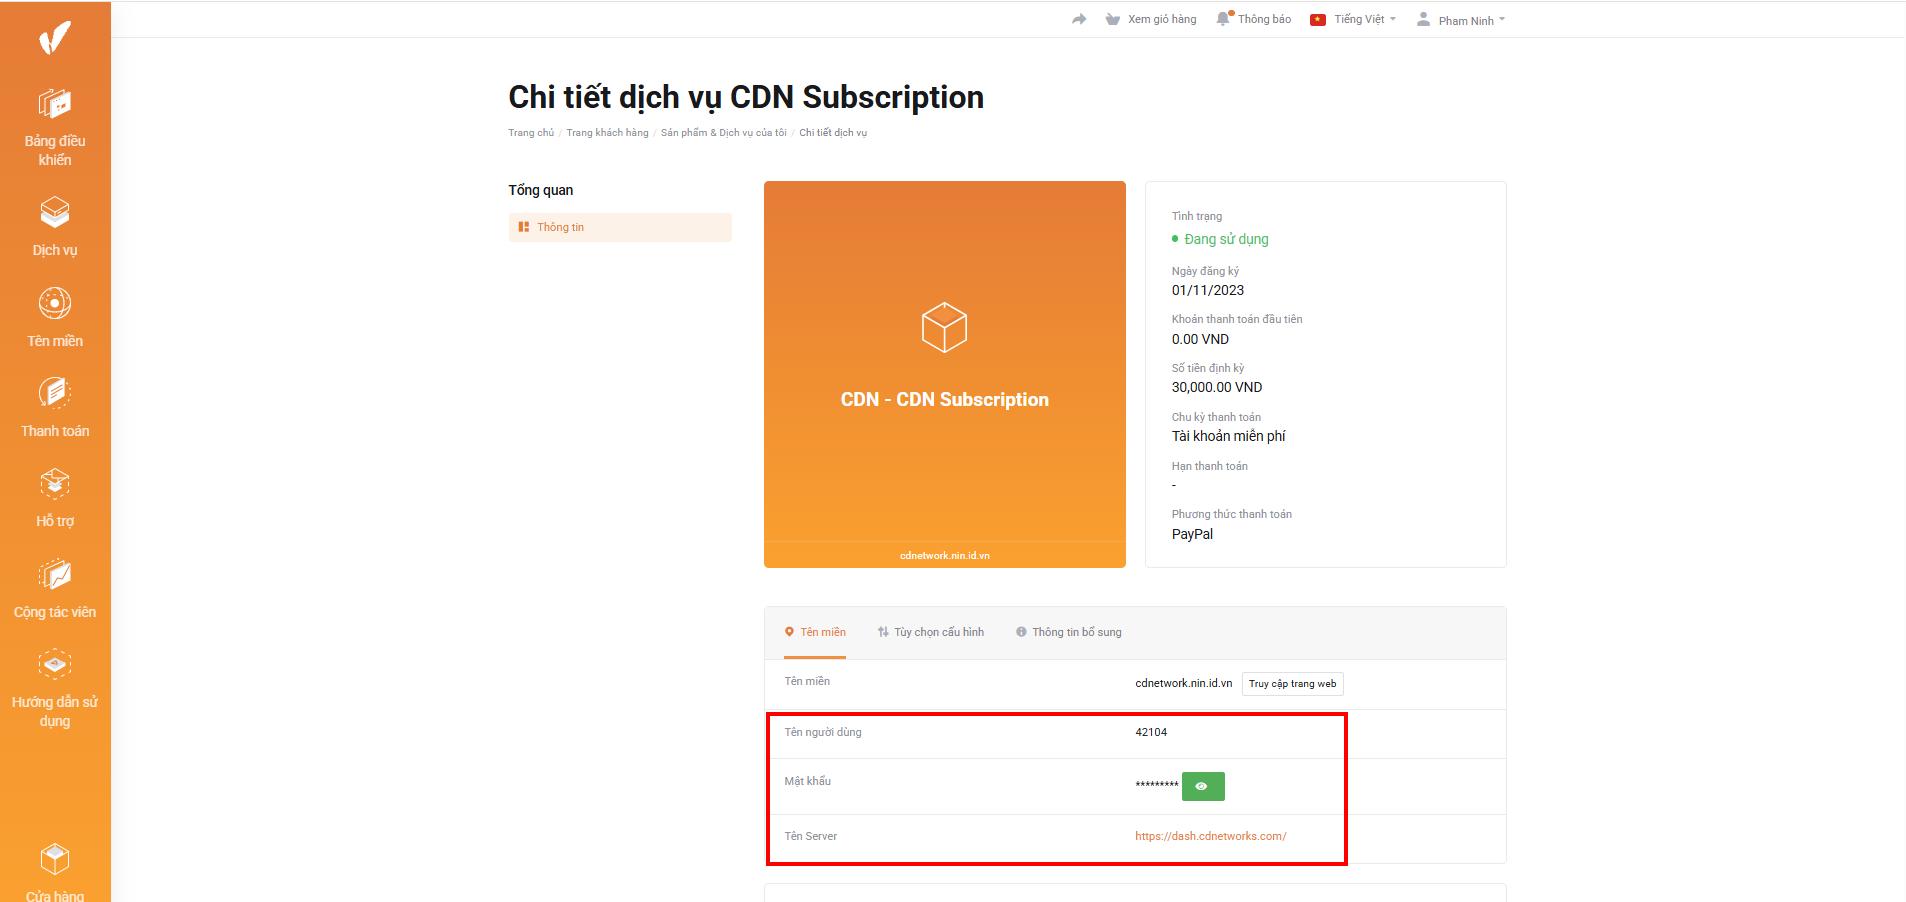 Xem giỏ hàng
Thông báo
Tiếng Việt
Pham Ninh
Bảng điều
khiển
Dịch vụ
Tên miền
Thanh toán
Hỗ trợ
Cộng tác viên
Hướng dẫn sử
dụng
Cửa hàng
Chi tiết dịch vụ CDN Subscription
Trang chủ / Trang khách hàng / Sản phẩm & Dịch vụ của tôi / Chi tiết dịch vụ
Tổng quan
Thông tin
CDN - CDN Subscription
cdnetwork.nin.id.vn
Tình trạng
Đang sử dụng
Ngày đăng ký
01/11/2023
Khoản thanh toán đầu tiên
0.00 VND
Số tiền định kỳ
30,000.00 VND
Chu kỳ thanh toán
Tài khoản miễn phí
Hạn thanh toán
-
Phương thức thanh toán
PayPal
Tên miền
Tùy chọn cấu hình
Thông tin bổ sung
Tên miền
cdnetwork.nin.id.vn
Truy cập trang web
Tên người dùng
42104
Mật khẩu
*********
Tên Server
https://dash.cdnetworks.com/